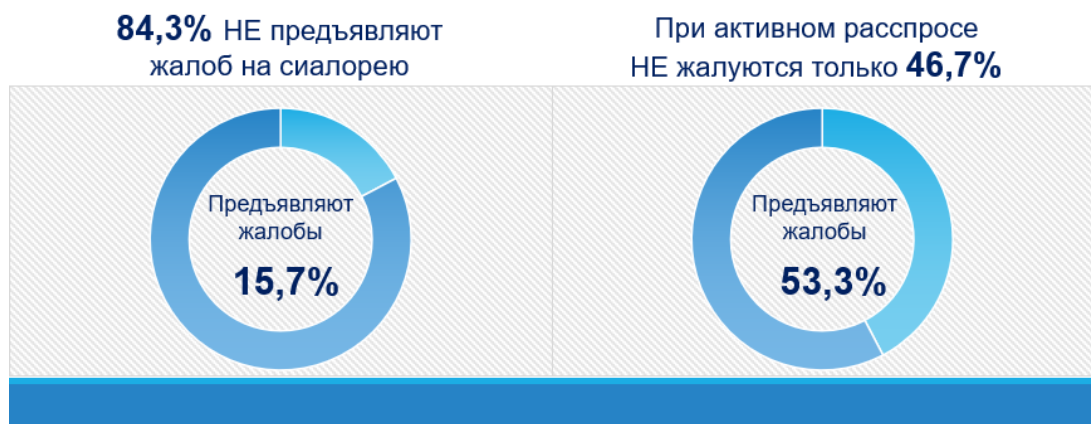 84,3% НЕ предъявляют
жалоб на сиалорею
При активном расспросе
НЕ жалуются только 46,7%
Предъявляют
жалобы
15,7%
Предъявляют
жалобы
53,3%